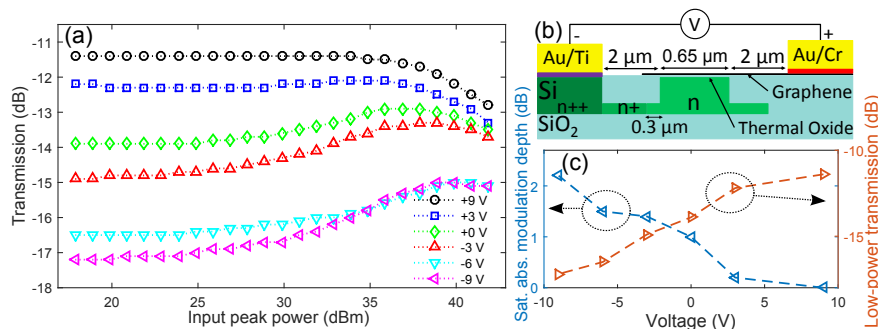 (a)
-11
-12
-13
-14
-15
-16
-17
-18
Transmission (dB)
20 25 30 35 40
Input peak power (dBm)
+9 V
+3 V
+0 V
-3 V
-6 V
-9 V
(b)
V
- +
Au/Ti 2 μm 0.65 μm 2 μm Au/Cr
Si
n++ n+ n
Graphene
SiO2
0.3 μm
Thermal Oxide
(c)
Sat. abs. modulation depth (dB)
2
1
0
-10 -5 0 5 10
Voltage (V)
-10
-15
Low-power transmission (dB)